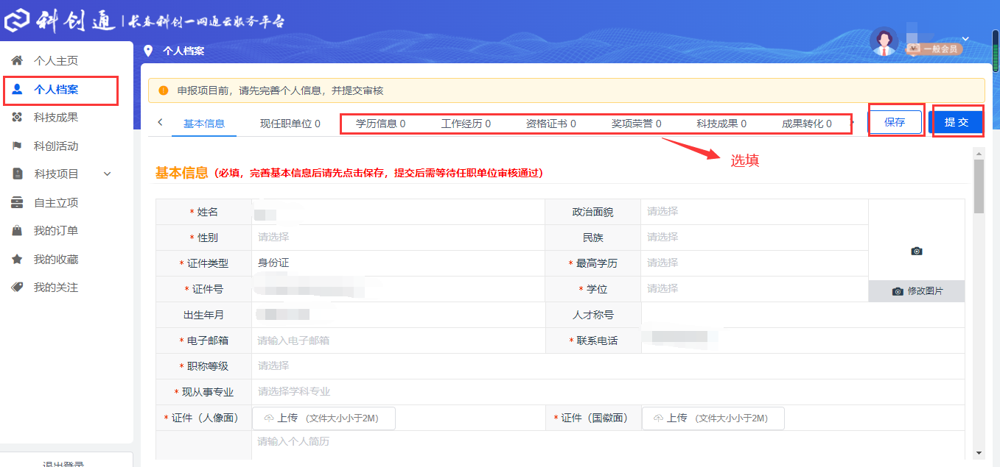 科创通 | 长春科创一网通云服务平台
个人档案
一般会员
个人主页
个人档案
科技成果
科创活动
科技项目
自主立项
我的订单
我的收藏
我的关注
退出登录
申报项目前，请先完善个人信息，并提交审核
基本信息 现任职单位 0 学历信息 0 工作经历 0 资格证书 0 奖项荣誉 0 科技成果 0 成果转化 0 保存 提 交
选填
基本信息（必填，完善基本信息后请先点击保存，提交后需等待任职单位审核通过）
* 姓名 政治面貌 请选择
* 性别 请选择 民族 请选择
* 证件类型 身份证 * 最高学历 请选择
* 证件号 * 学位 请选择
修改图片
出生年月 人才称号
* 电子邮箱 请输入电子邮箱 * 联系电话
* 职称等级 请选择
* 现从事专业 请选择学科专业
* 证件（人像面） 上传 (文件大小小于2M) * 证件（国徽面） 上传 (文件大小小于2M)
请输入个人简历